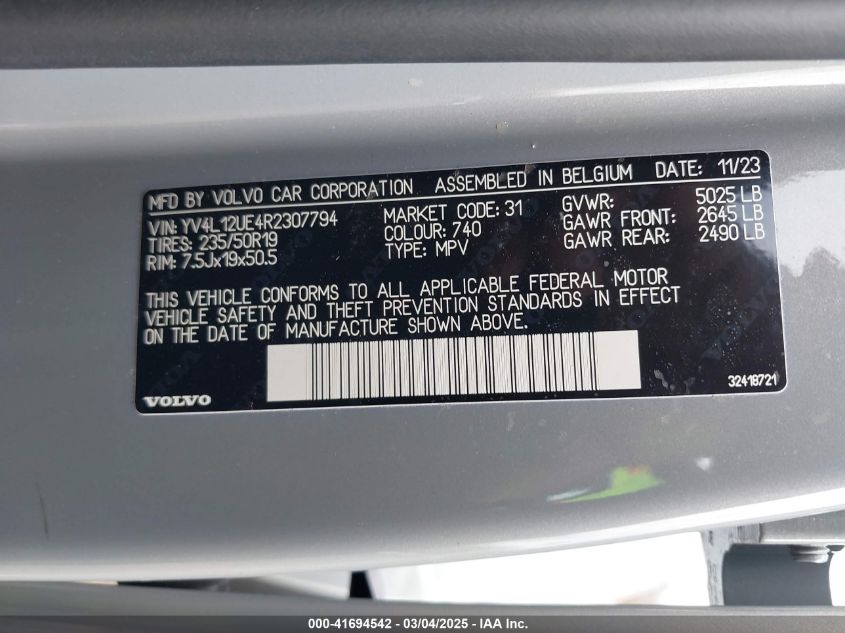 MFD BY VOLVO CAR CORPORATION ASSEMBLED IN BELGIUM DATE: 11/23
VIN: YV4L12UE4R2307794 MARKET CODE: 31 GVWR: 5025 LB
TIRES: 235/50R19 COLOUR: 740 GAWR FRONT: 2645 LB
RIM: 7.5Jx19x50.5 TYPE: MPV GAWR REAR: 2490 LB
THIS VEHICLE CONFORMS TO ALL APPLICABLE FEDERAL MOTOR
VEHICLE SAFETY AND THEFT PREVENTION STANDARDS IN EFFECT
ON THE DATE OF MANUFACTURE SHOWN ABOVE.
VOLVO 32418721
000-41694542 - 03/04/2025 - IAA Inc.